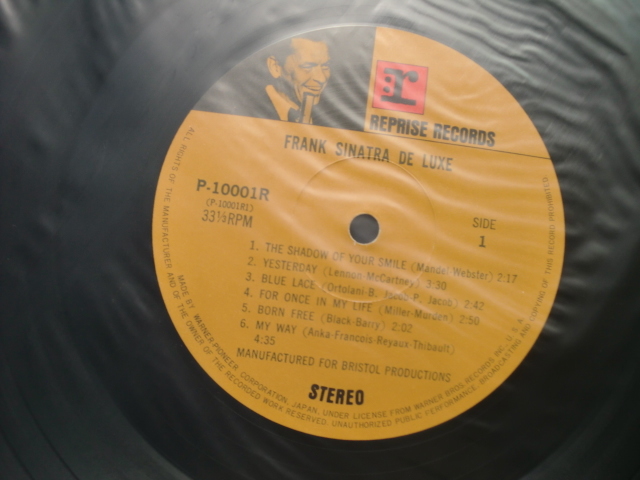 r:
REPRISE RECORDS
FRANK SINATRA DE LUXE
P-10001R
(P-10001R1)
33⅓RPM
SIDE
1
1. THE SHADOW OF YOUR SMILE (Mandel-Webster) 2:17
2. YESTERDAY (Lennon-McCartney) 3:30
3. BLUE LACE (Ortolani-B. Jacob-P. Jacob) 2:42
4. FOR ONCE IN MY LIFE (Miller-Murden) 2:50
5. BORN FREE (Black-Barry) 2:02
6. MY WAY (Anka-Francois-Reyaux-Thibault)
4:35
MANUFACTURED FOR BRISTOL PRODUCTIONS
STEREO
MADE BY WARNER-PIONEER CORPORATION, JAPAN, UNDER LICENSE FROM WARNER BROS. RECORDS INC., U.S.A.
ALL RIGHTS OF THE MANUFACTURER AND OF THE OWNER OF THE RECORDED WORK RESERVED. UNAUTHORIZED PUBLIC PERFORMANCE, BROADCASTING AND COPYING OF THIS RECORD PROHIBITED.